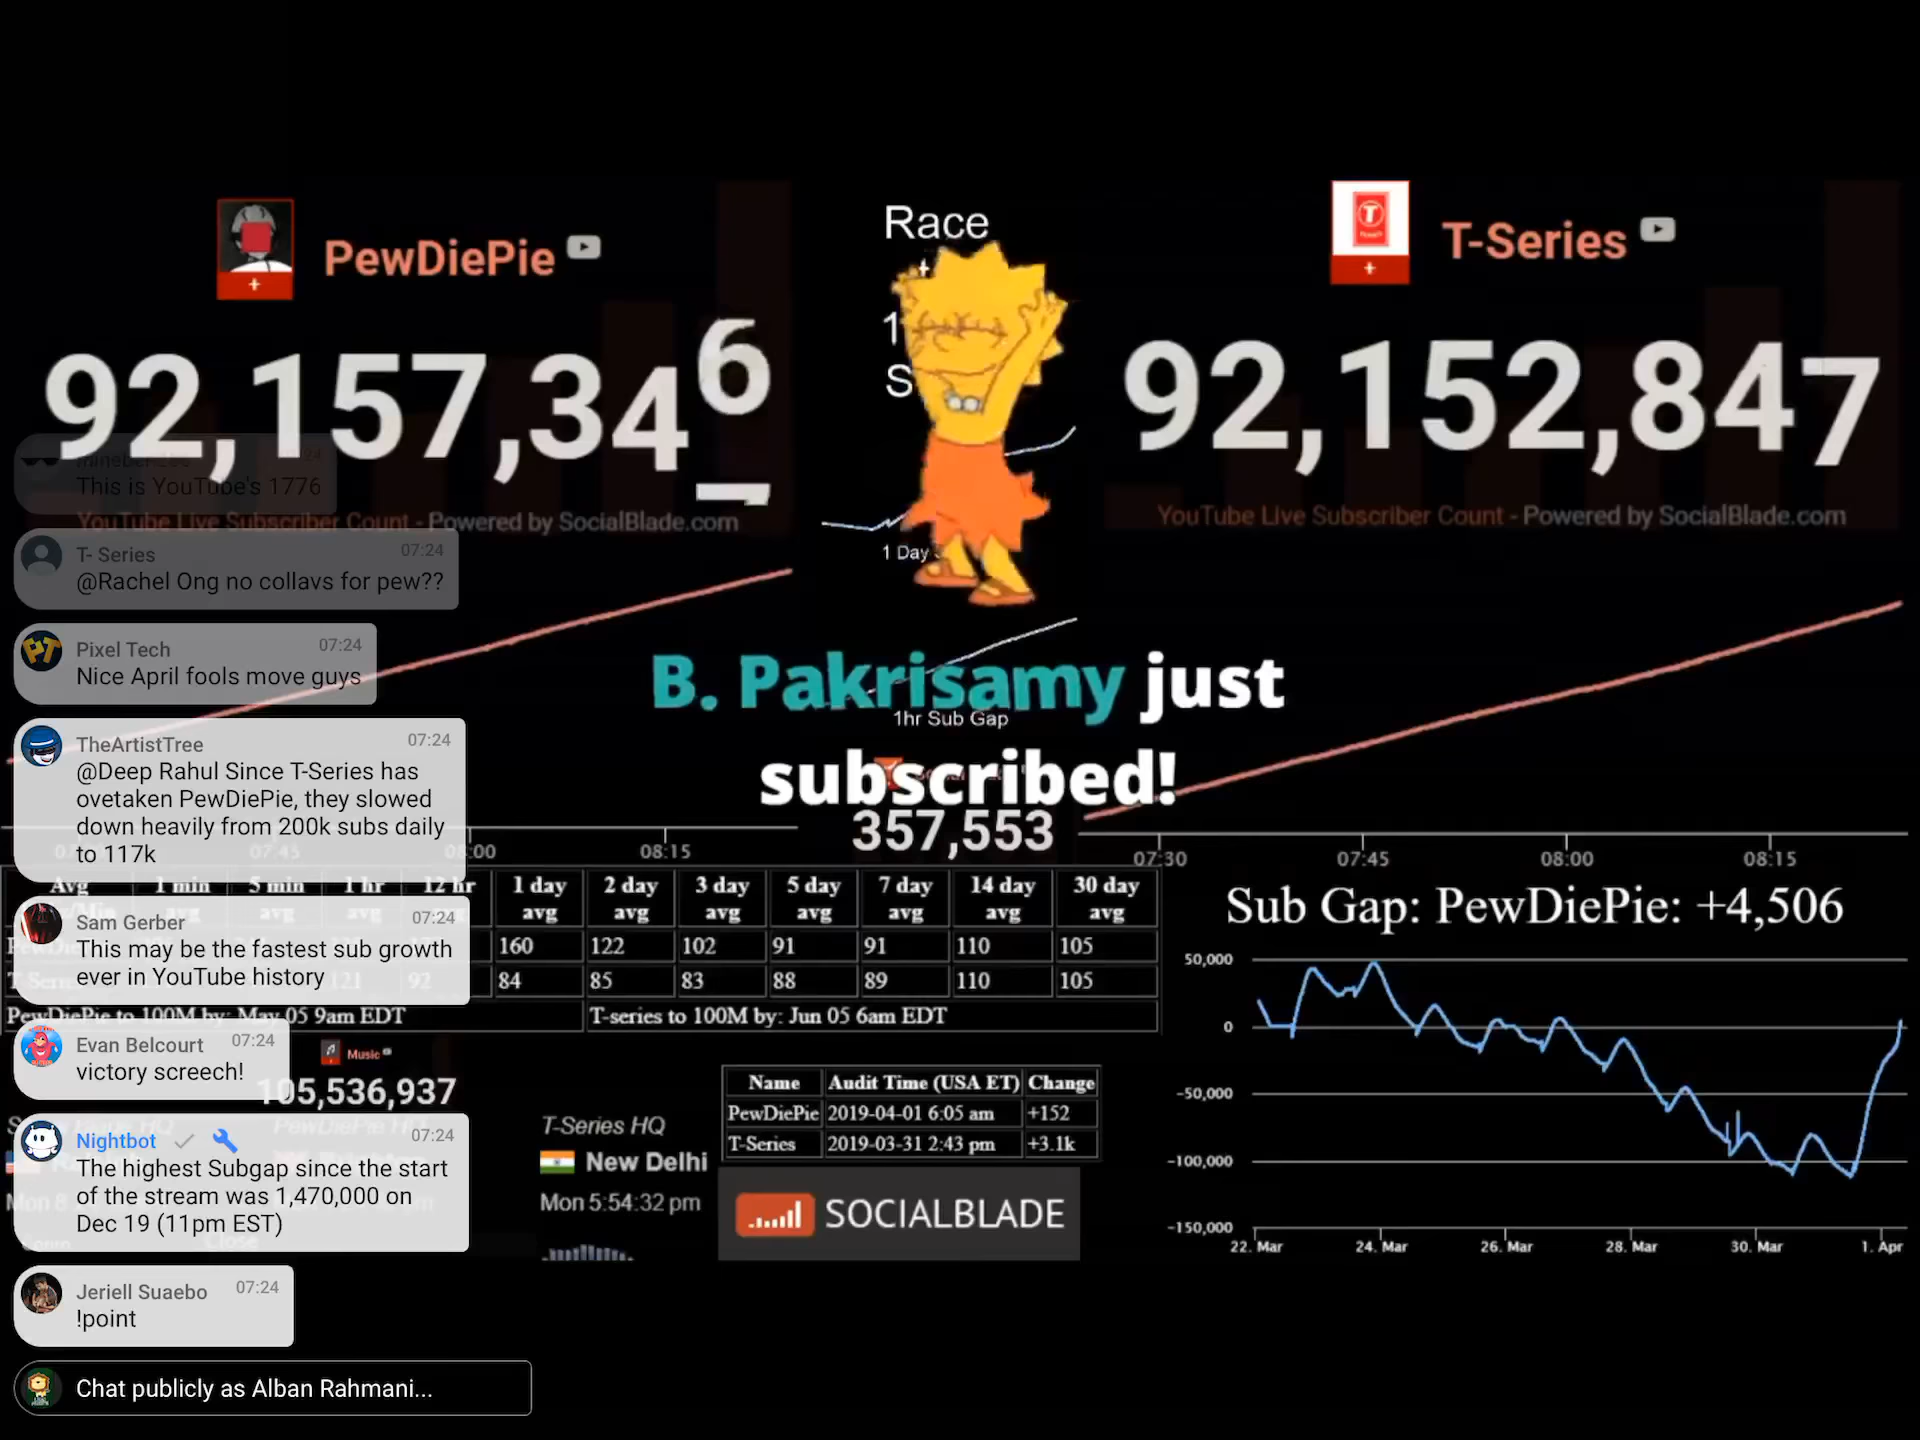 Race
PewDiePie
T-Series
92,157,346
92,152,847
This is YouTube's 1776
YouTube Live Subscriber Count - Powered by SocialBlade.com
YouTube Live Subscriber Count - Powered by SocialBlade.com
T- Series 07:24
@Rachel Ong no collavs for pew??
1 Day
Pixel Tech 07:24
Nice April fools move guys
B. Pakrisamy just
subscribed!
1hr Sub Gap
357,553
TheArtistTree 07:24
@Deep Rahul Since T-Series has
ovetaken PewDiePie, they slowed
down heavily from 200k subs daily
to 117k
07:45 08:00 08:15
07:30 07:45 08:00 08:15
Avg 1 min 5 min 1 hr 12 hr 1 day 2 day 3 day 5 day 7 day 14 day 30 day
avg avg avg avg avg avg avg avg avg
160 122 102 91 91 110 105
84 85 83 88 89 110 105
PewDiePie to 100M by: May 05 9am EDT T-series to 100M by: Jun 05 6am EDT
Sam Gerber 07:24
This may be the fastest sub growth
ever in YouTube history
Sub Gap: PewDiePie: +4,506
50,000
0
-50,000
-100,000
-150,000
22. Mar 24. Mar 26. Mar 28. Mar 30. Mar 1. Apr
Evan Belcourt 07:24
victory screech!
Music
105,536,937
Name Audit Time (USA ET) Change
PewDiePie 2019-04-01 6:05 am +152
T-Series 2019-03-31 2:43 pm +3.1k
T-Series HQ
New Delhi
Mon 5:54:32 pm
SOCIALBLADE
Nightbot 07:24
The highest Subgap since the start
of the stream was 1,470,000 on
Dec 19 (11pm EST)
Jeriell Suaebo 07:24
!point
Chat publicly as Alban Rahmani...